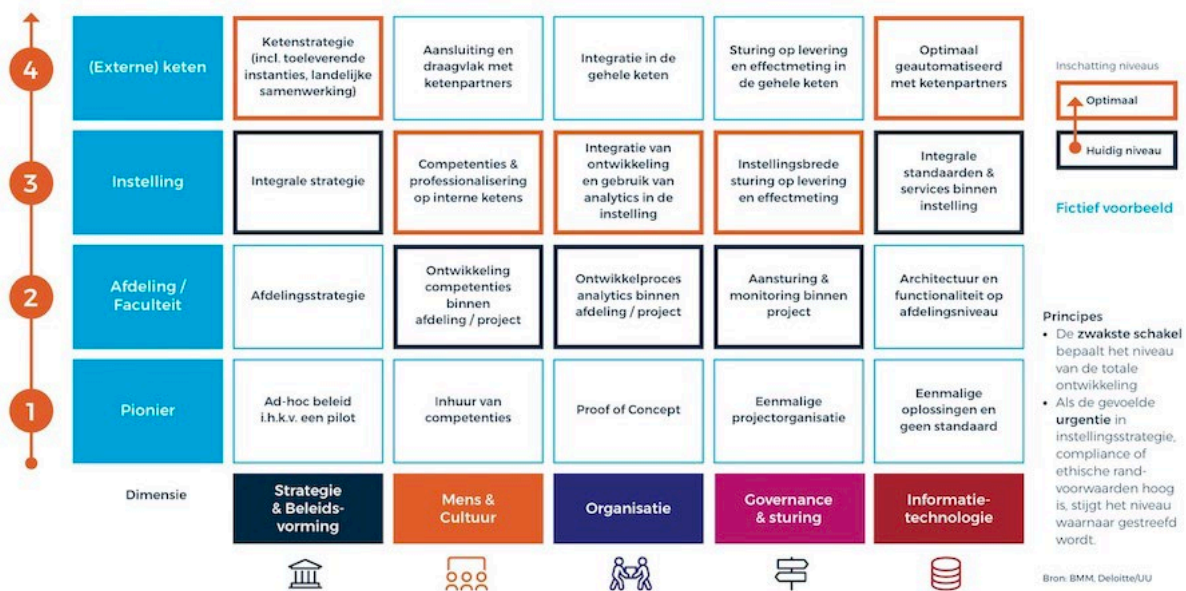 4
(Externe) keten
Ketenstrategie
(incl. toeleverende
instanties, landelijke
samenwerking)
Aansluiting en
draagvlak met
ketenpartners
Integratie in de
gehele keten
Sturing op levering
en effectmeting in
de gehele keten
Optimaal
geautomatiseerd
met ketenpartners
Inschatting niveaus
Optimaal
Huidig niveau
Fictief voorbeeld
3
Instelling
Integrale strategie
Competenties &
professionalisering
op interne ketens
Integratie van
ontwikkeling
en gebruik van
analytics in de
instelling
Instellingsbrede
sturing op levering
en effectmeting
Integrale
standaarden &
services binnen
instelling
2
Afdeling /
Faculteit
Afdelingsstrategie
Ontwikkeling
competenties
binnen
afdeling / project
Ontwikkelproces
analytics binnen
afdeling / project
Aansturing &
monitoring binnen
project
Architectuur en
functionaliteit op
afdelingsniveau
1
Pionier
Ad-hoc beleid
i.h.k.v. een pilot
Inhuur van
competenties
Proof of Concept
Eenmalige
projectorganisatie
Eenmalige
oplossingen en
geen standaard
Principes
• De zwakste schakel
bepaalt het niveau
van de totale
ontwikkeling
• Als de gevoelde
urgentie in
instellingsstrategie,
compliance of
ethische rand-
voorwaarden hoog
is, stijgt het niveau
waarnaar gestreefd
wordt.
Dimensie
Strategie
& Beleids-
vorming
Mens &
Cultuur
Organisatie
Governance
& sturing
Informatie-
technologie
Bron: BMM, Deloitte/UU